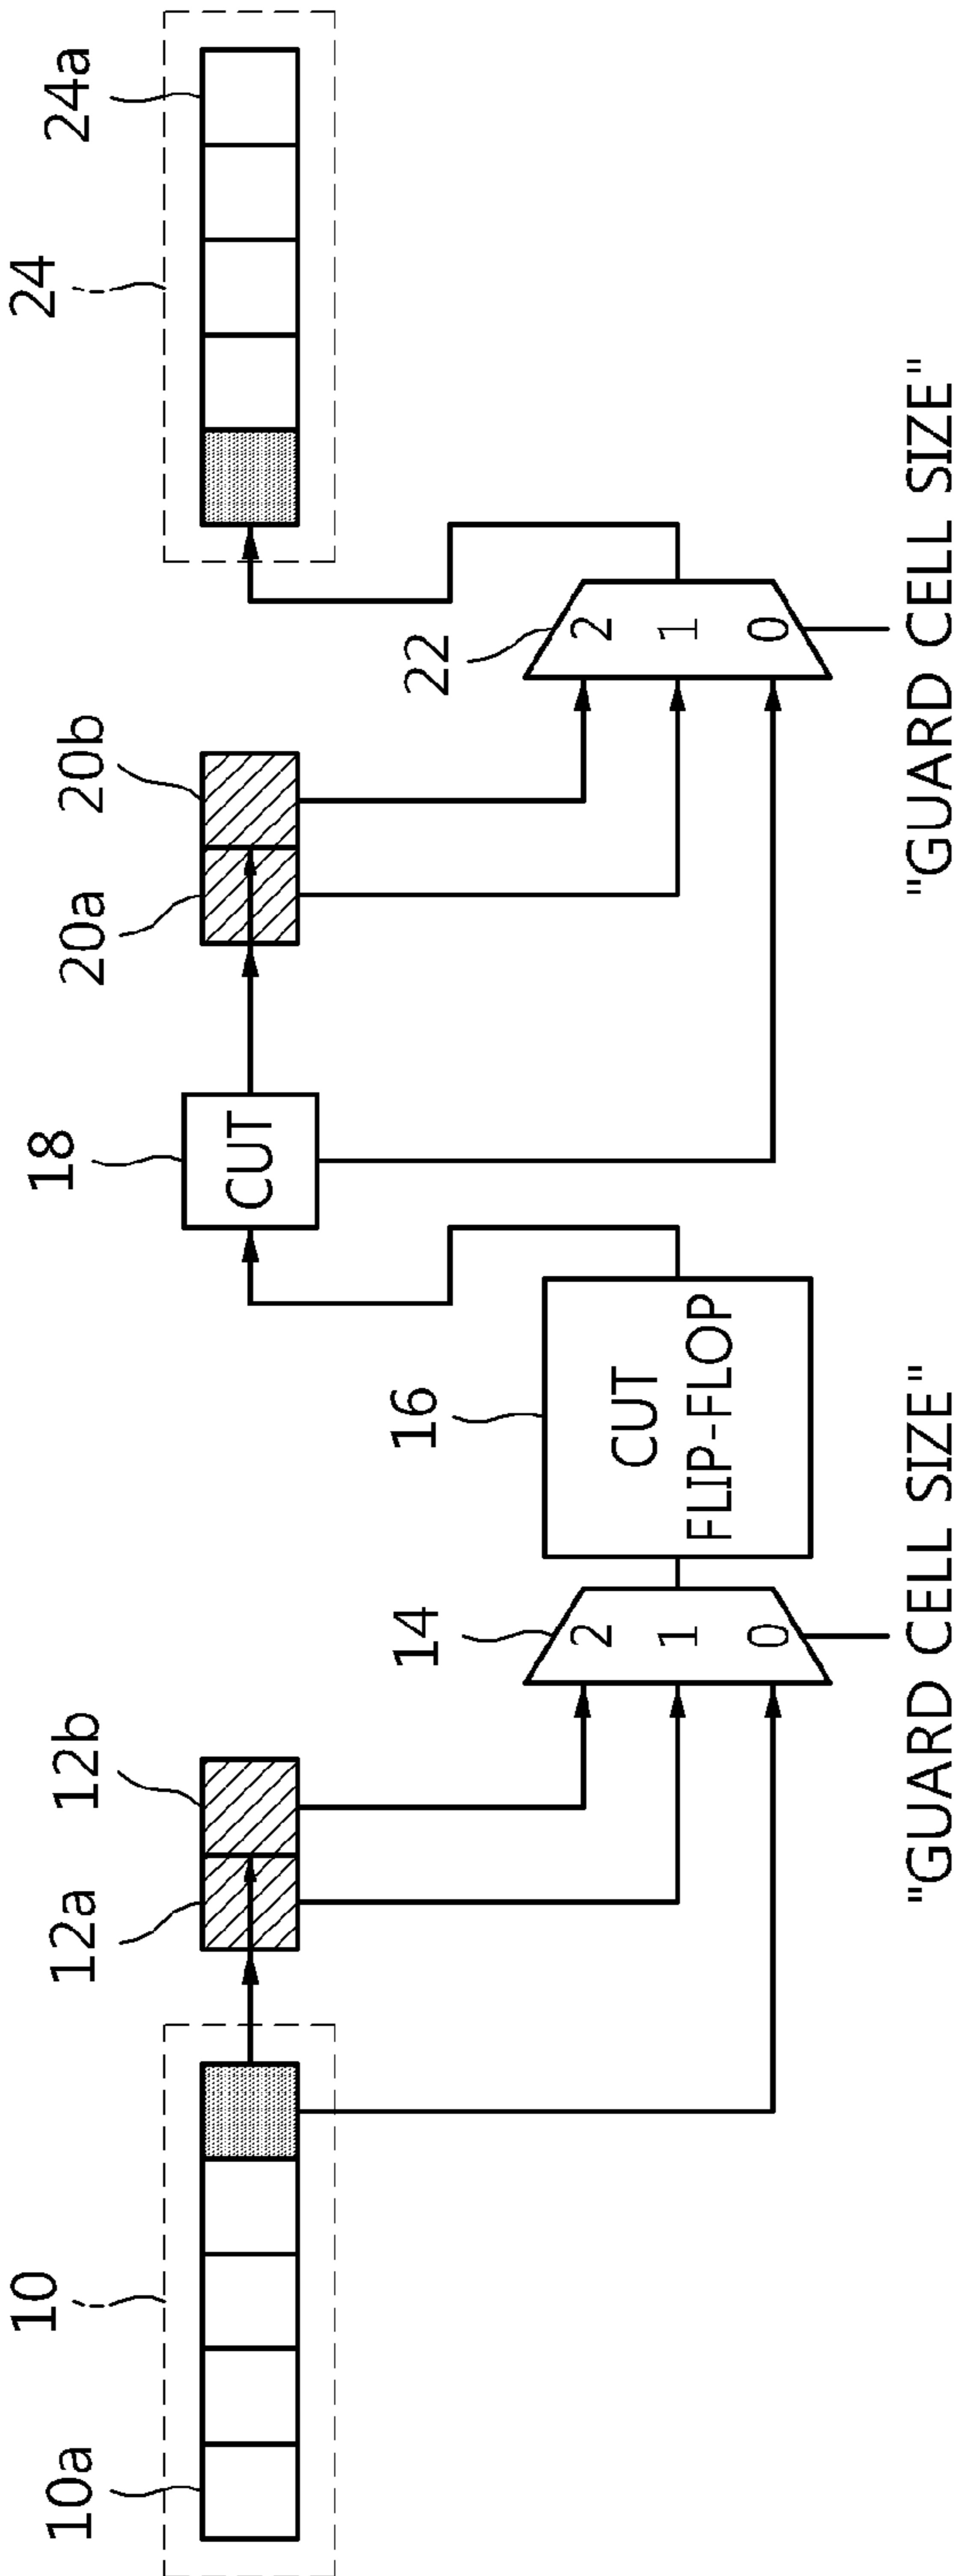 10
10a
12a
12b
14
2
1
0
"GUARD CELL SIZE"
16
CUT
FLIP-FLOP
18
CUT
20a
20b
22
2
1
0
"GUARD CELL SIZE"
24
24a